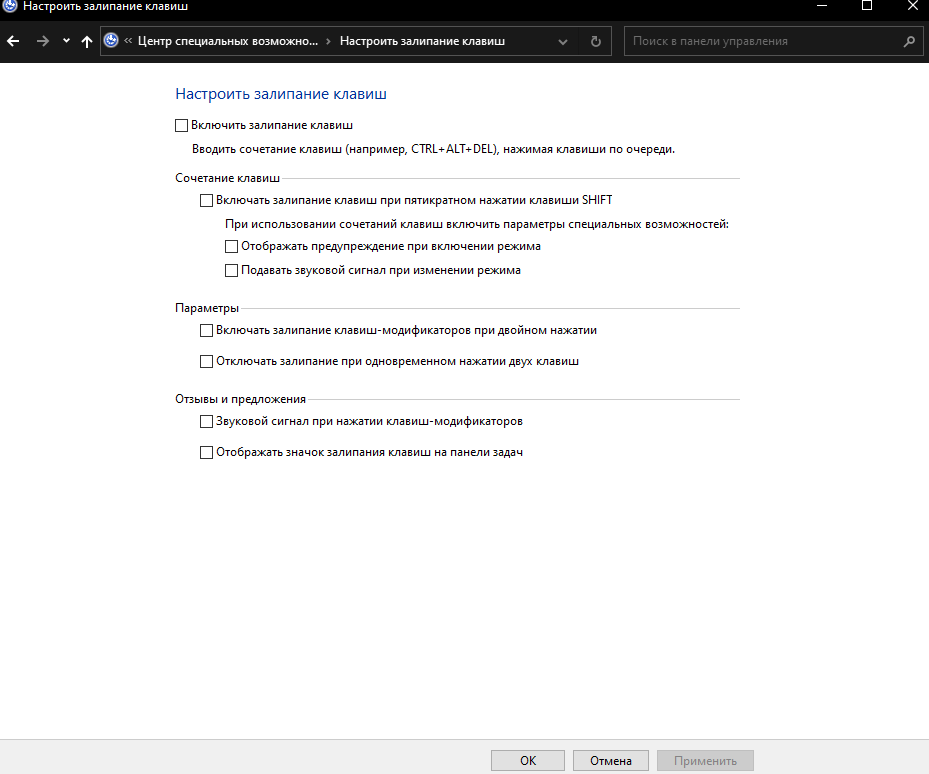 Настроить залипание клавиш
« Центр специальных возможно... › Настроить залипание клавиш
Поиск в панели управления
Настроить залипание клавиш
Включить залипание клавиш
Вводить сочетание клавиш (например, CTRL+ALT+DEL), нажимая клавиши по очереди.
Сочетание клавиш
Включать залипание клавиш при пятикратном нажатии клавиши SHIFT
При использовании сочетаний клавиш включить параметры специальных возможностей:
Отображать предупреждение при включении режима
Подавать звуковой сигнал при изменении режима
Параметры
Включать залипание клавиш-модификаторов при двойном нажатии
Отключать залипание при одновременном нажатии двух клавиш
Отзывы и предложения
Звуковой сигнал при нажатии клавиш-модификаторов
Отображать значок залипания клавиш на панели задач
ОК Отмена Применить